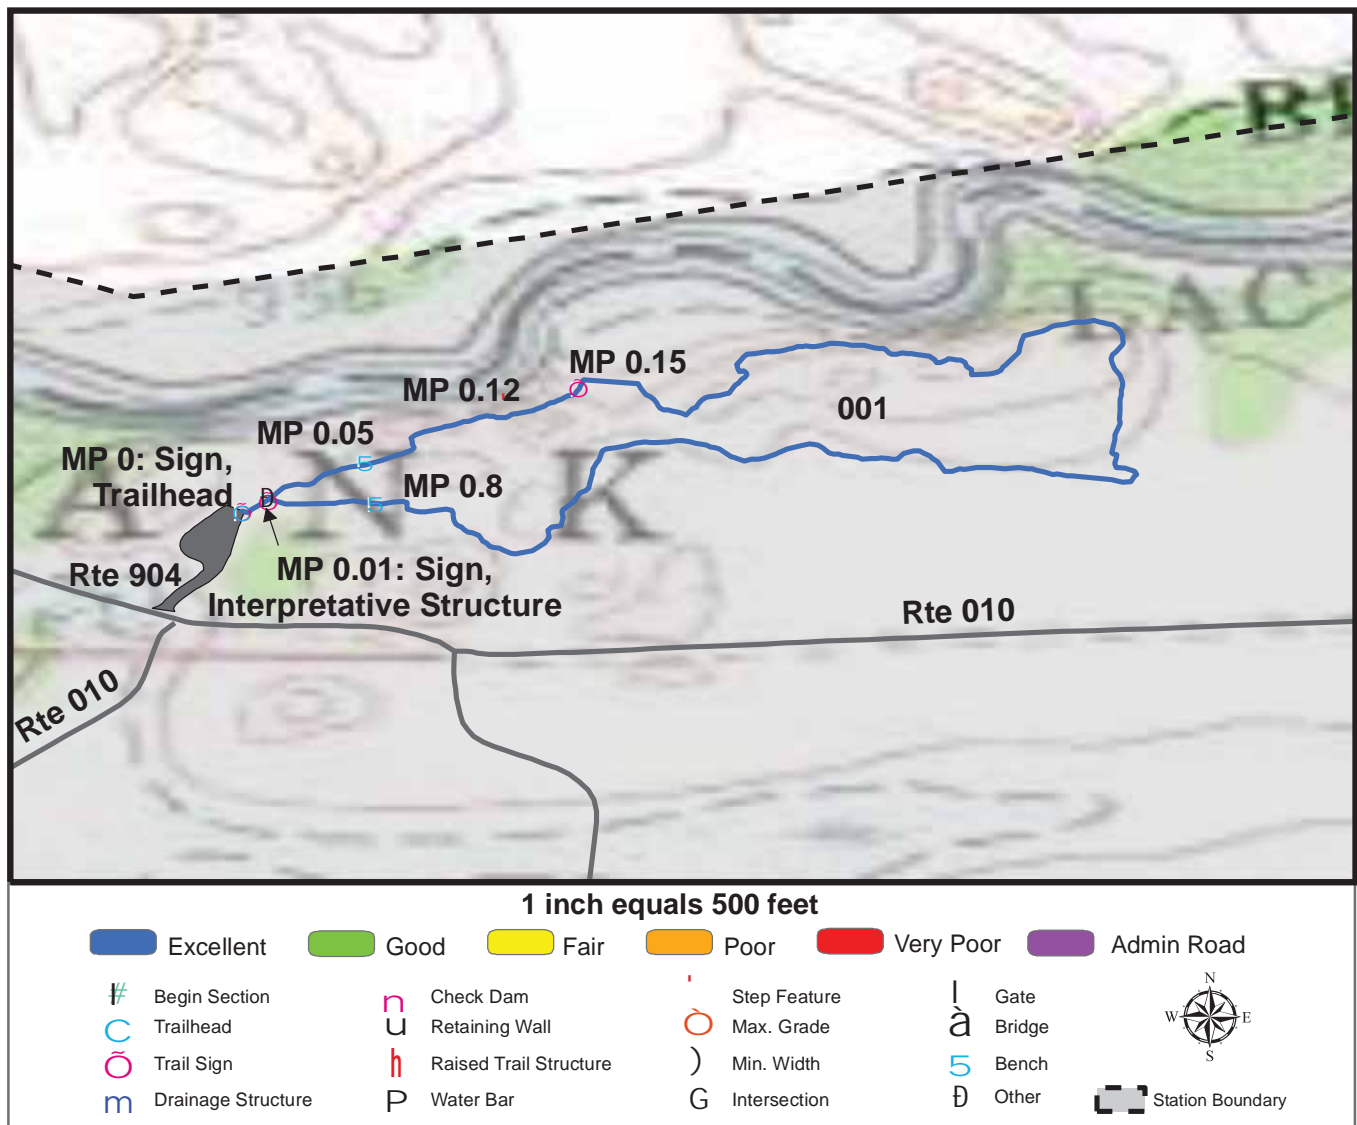 RI
956
LAC
MP 0.15
MP 0.12
001
MP 0.05
MP 0: Sign,
Trailhead
MP 0.8
A N K
MP 0.01: Sign,
Interpretative Structure
Rte 904
Rte 010
Rte 010
1 inch equals 500 feet
Excellent Good Fair Poor Very Poor Admin Road
Begin Section Check Dam Step Feature Gate
Trailhead Retaining Wall Max. Grade Bridge
Trail Sign Raised Trail Structure Min. Width Bench
Drainage Structure Water Bar Intersection Other Station Boundary
N
W E
S